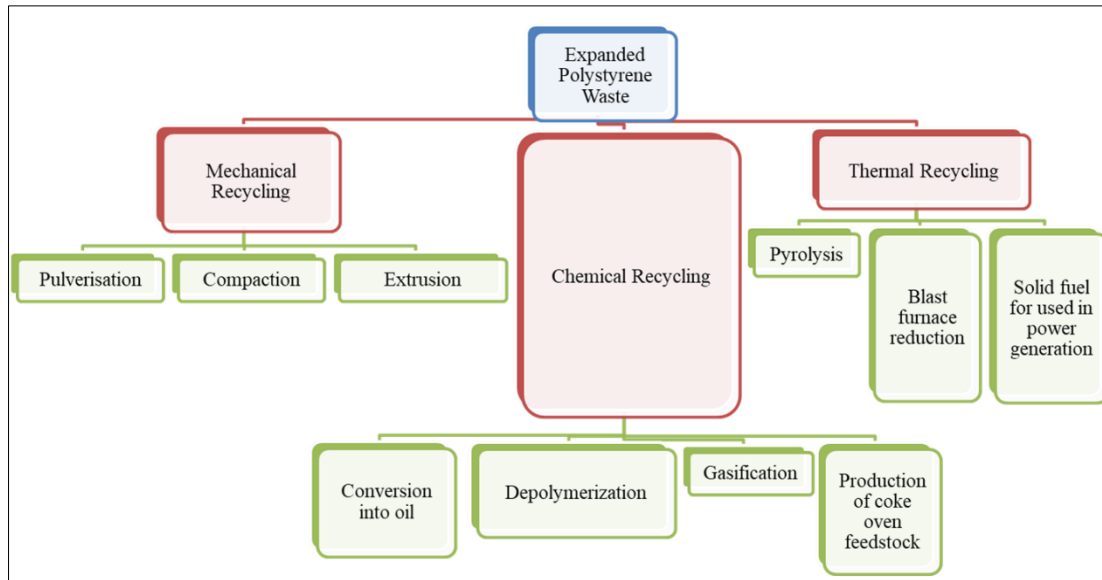 Expanded
Polystyrene
Waste
Mechanical
Recycling
Chemical Recycling
Thermal Recycling
Pulverisation
Compaction
Extrusion
Pyrolysis
Blast
furnace
reduction
Solid fuel
for used in
power
generation
Conversion
into oil
Depolymerization
Gasification
Production
of coke
oven
feedstock